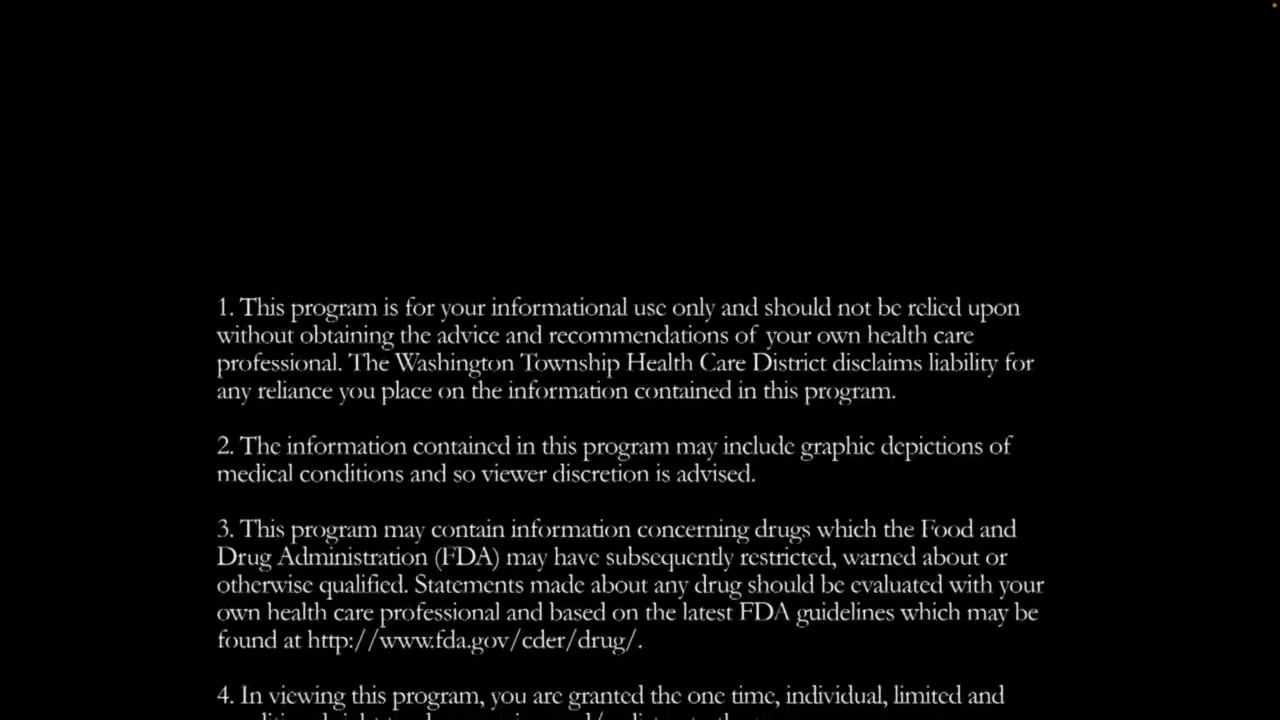 1. This program is for your informational use only and should not be relied upon
without obtaining the advice and recommendations of your own health care
professional. The Washington Township Health Care District disclaims liability for
any reliance you place on the information contained in this program.
2. The information contained in this program may include graphic depictions of
medical conditions and so viewer discretion is advised.
3. This program may contain information concerning drugs which the Food and
Drug Administration (FDA) may have subsequently restricted, warned about or
otherwise qualified. Statements made about any drug should be evaluated with your
own health care professional and based on the latest FDA guidelines which may be
found at http://www.fda.gov/cder/drug/.
4. In viewing this program, you are granted the one time, individual, limited and